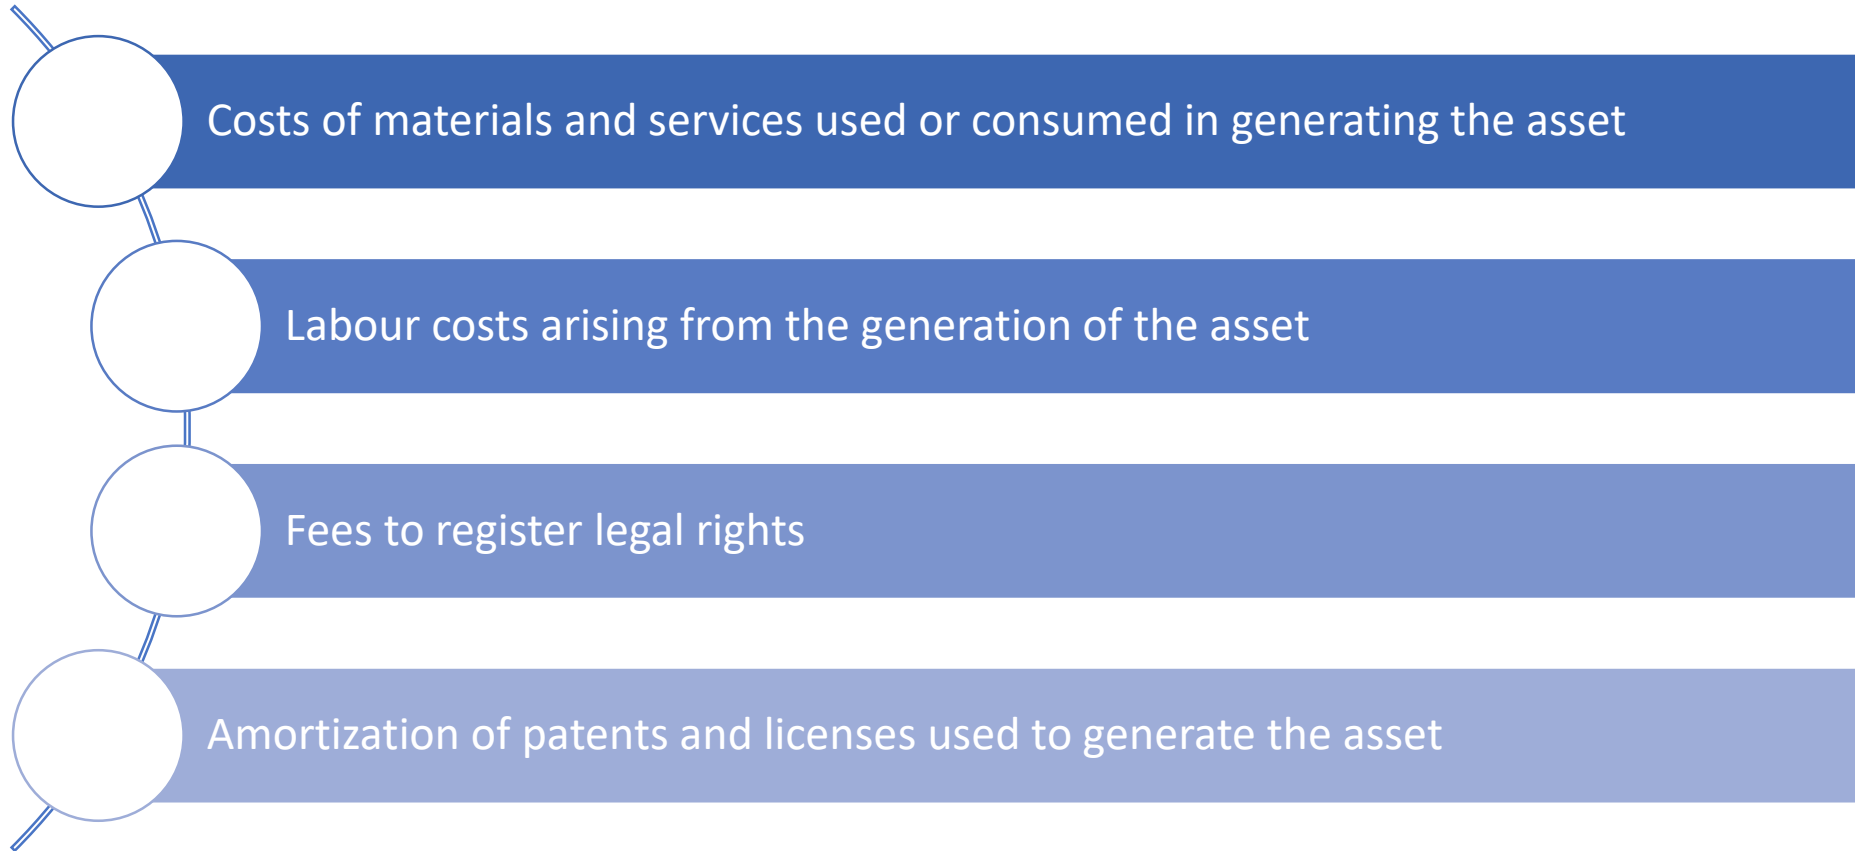 Costs of materials and services used or consumed in generating the asset
Labour costs arising from the generation of the asset
Fees to register legal rights
Amortization of patents and licenses used to generate the asset